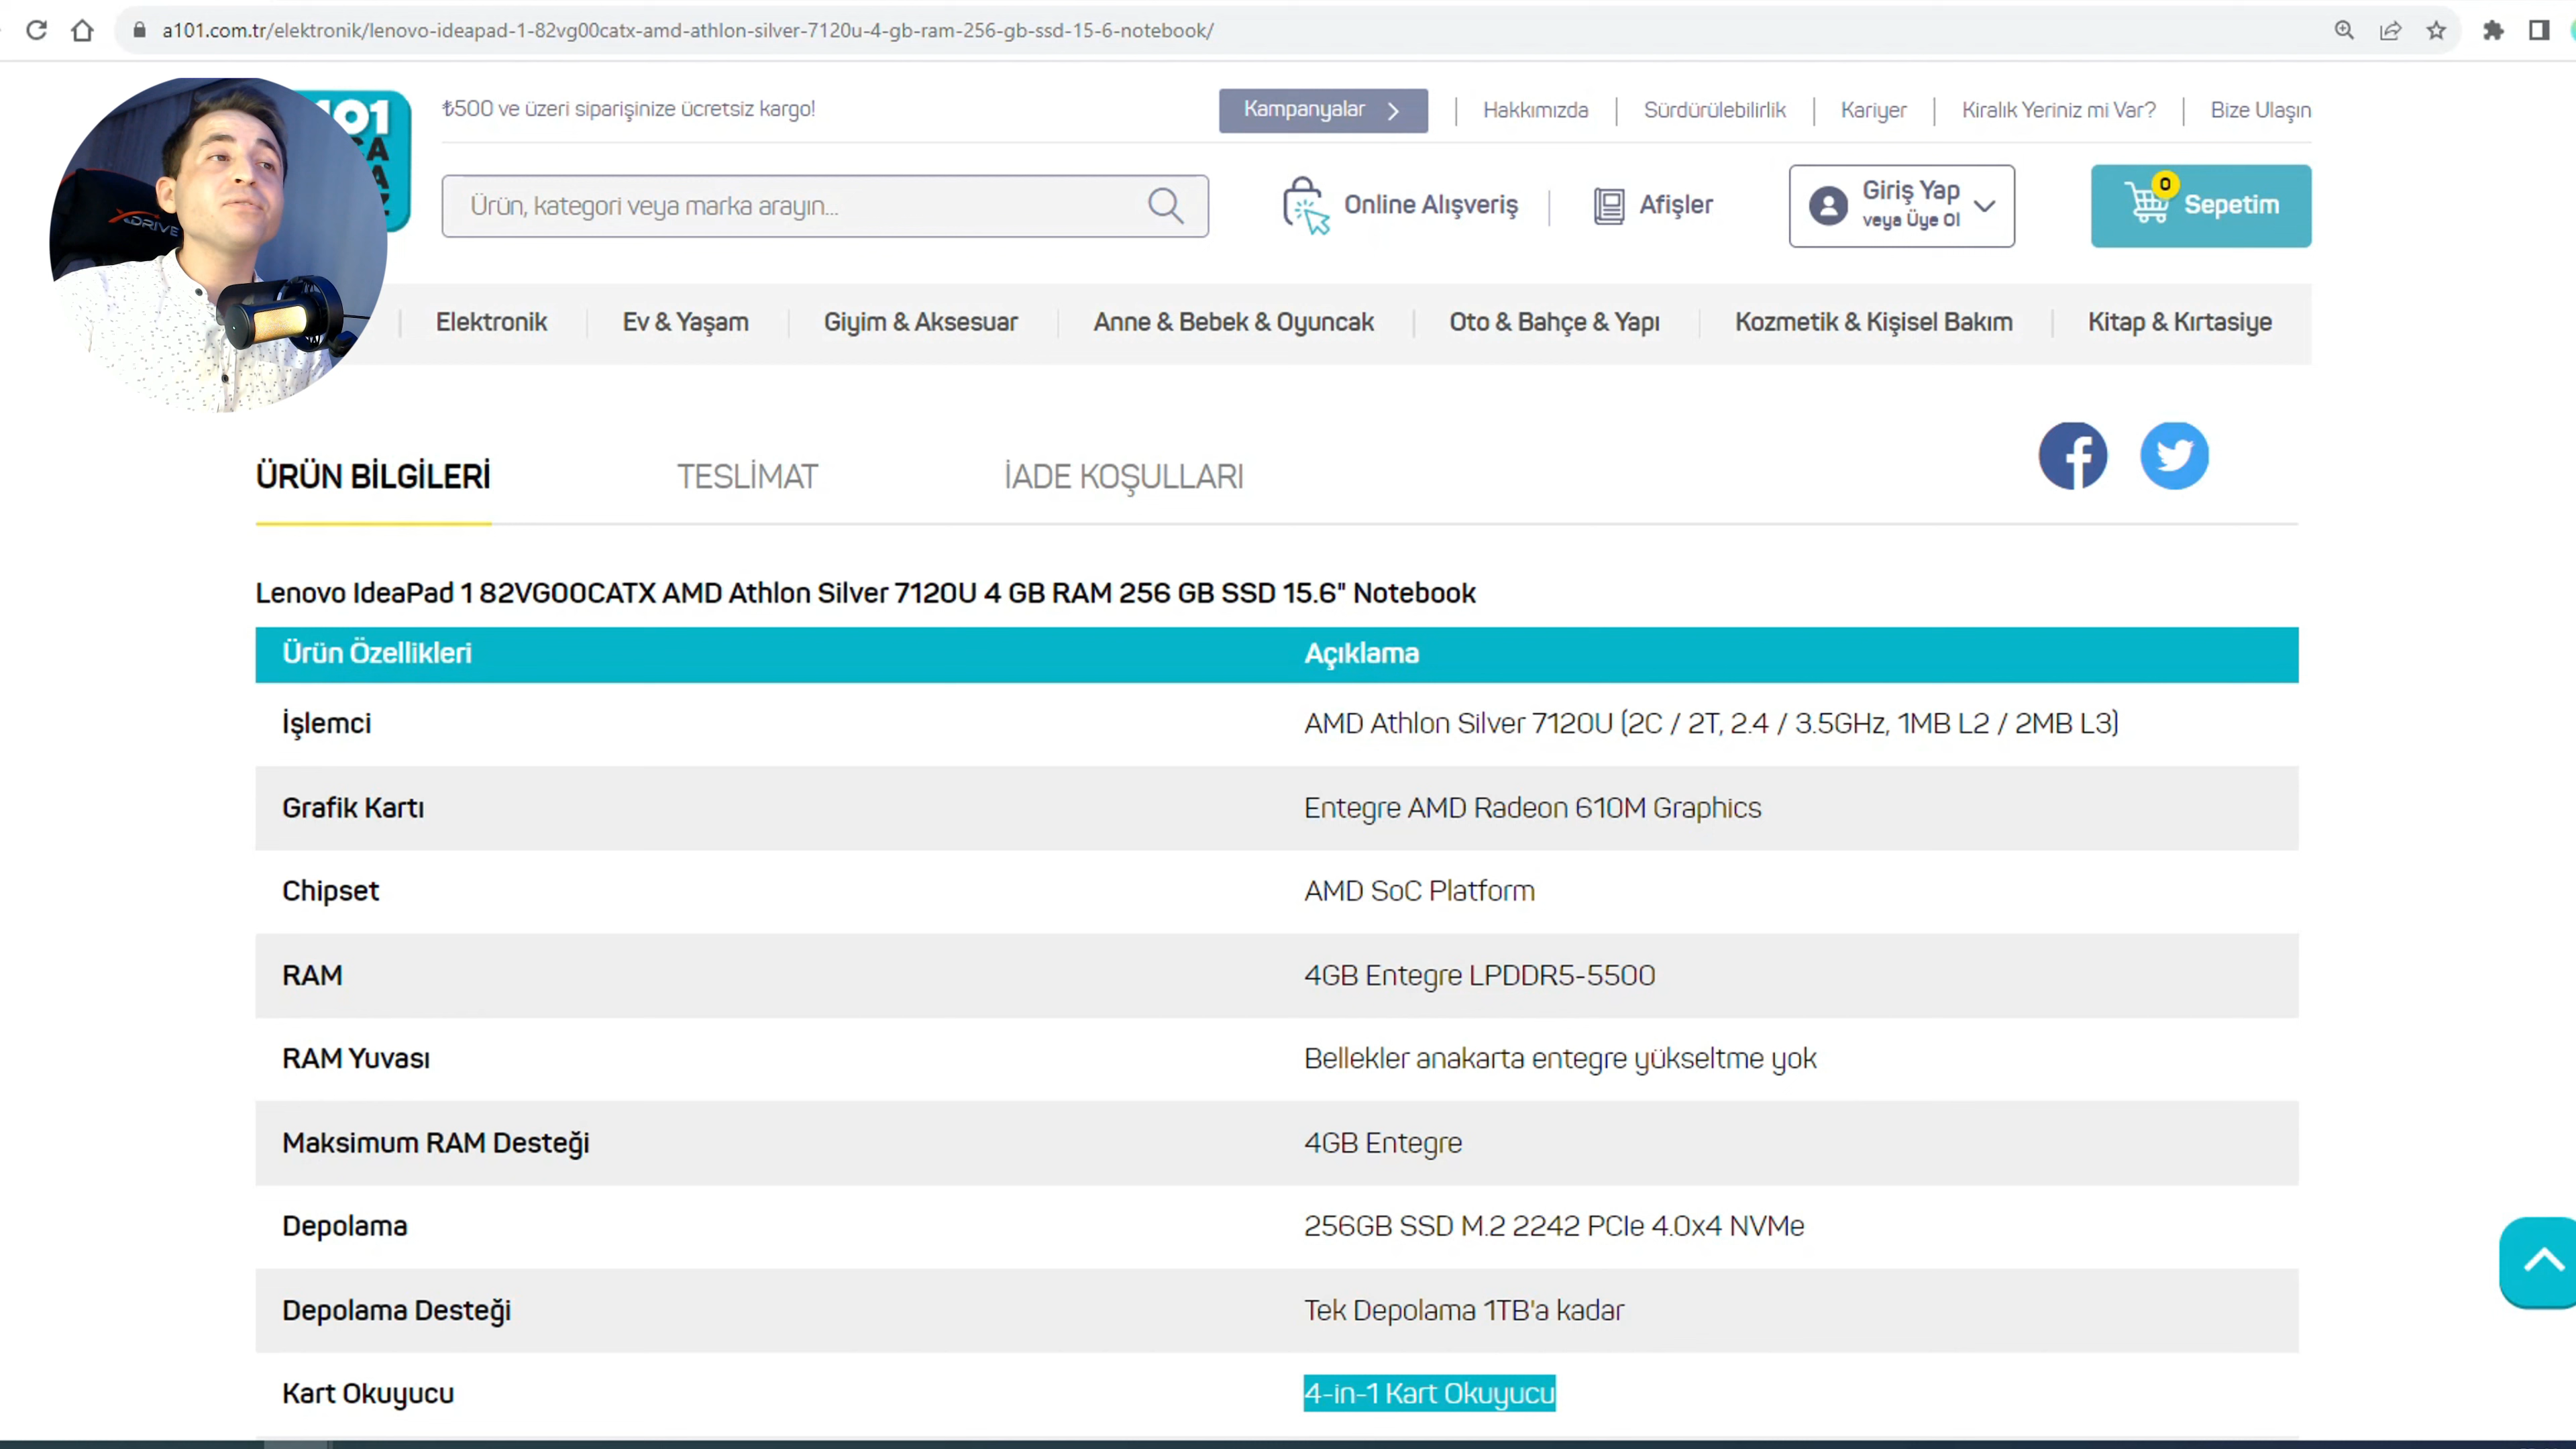 a101.com.tr/elektronik/lenovo-ideapad-1-82vg00catx-amd-athlon-silver-7120u-4-gb-ram-256-gb-ssd-15-6-notebook/
101
₺500 ve üzeri siparişinize ücretsiz kargo!
Kampanyalar
Hakkımızda
Sürdürülebilirlik
Kariyer
Kiralık Yeriniz mi Var?
Bize Ulaşın
Ürün, kategori veya marka arayın...
Online Alışveriş
Afişler
Giriş Yap
veya Üye Ol
0
Sepetim
Elektronik
Ev & Yaşam
Giyim & Aksesuar
Anne & Bebek & Oyuncak
Oto & Bahçe & Yapı
Kozmetik & Kişisel Bakım
Kitap & Kırtasiye
ÜRÜN BİLGİLERİ
TESLİMAT
İADE KOŞULLARI
Lenovo IdeaPad 1 82VG00CATX AMD Athlon Silver 7120U 4 GB RAM 256 GB SSD 15.6" Notebook
Ürün Özellikleri
Açıklama
İşlemci
AMD Athlon Silver 7120U (2C / 2T, 2.4 / 3.5GHz, 1MB L2 / 2MB L3)
Grafik Kartı
Entegre AMD Radeon 610M Graphics
Chipset
AMD SoC Platform
RAM
4GB Entegre LPDDR5-5500
RAM Yuvası
Bellekler anakarta entegre yükseltme yok
Maksimum RAM Desteği
4GB Entegre
Depolama
256GB SSD M.2 2242 PCIe 4.0x4 NVMe
Depolama Desteği
Tek Depolama 1TB'a kadar
Kart Okuyucu
4-in-1 Kart Okuyucu